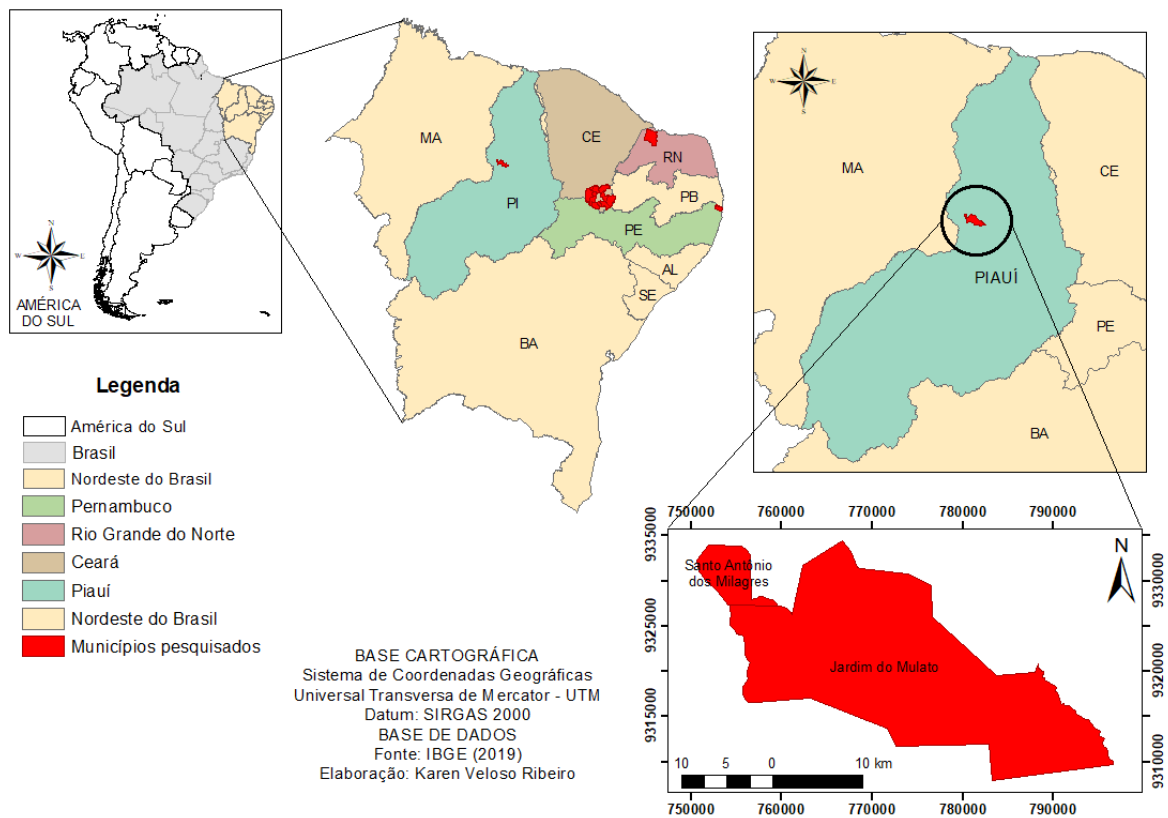 N
W
E
S
AMÉRICA
DO SUL
MA
CE
RN
PI
PB
PE
AL
SE
BA
N
W
E
S
MA
CE
PIAUÍ
PE
BA
Legenda
América do Sul
Brasil
Nordeste do Brasil
Pernambuco
Rio Grande do Norte
Ceará
Piauí
Nordeste do Brasil
Municípios pesquisados
BASE CARTOGRÁFICA
Sistema de Coordenadas Geográficas
Universal Transversa de Mercator - UTM
Datum: SIRGAS 2000
BASE DE DADOS
Fonte: IBGE (2019)
Elaboração: Karen Veloso Ribeiro
750000 760000 770000 780000 790000
9335000
9325000
9315000
N
Santo Antônio
dos Milagres
Jardim do Mulato
10 5 0 10 km
9330000
9320000
9310000
750000 760000 770000 780000 790000